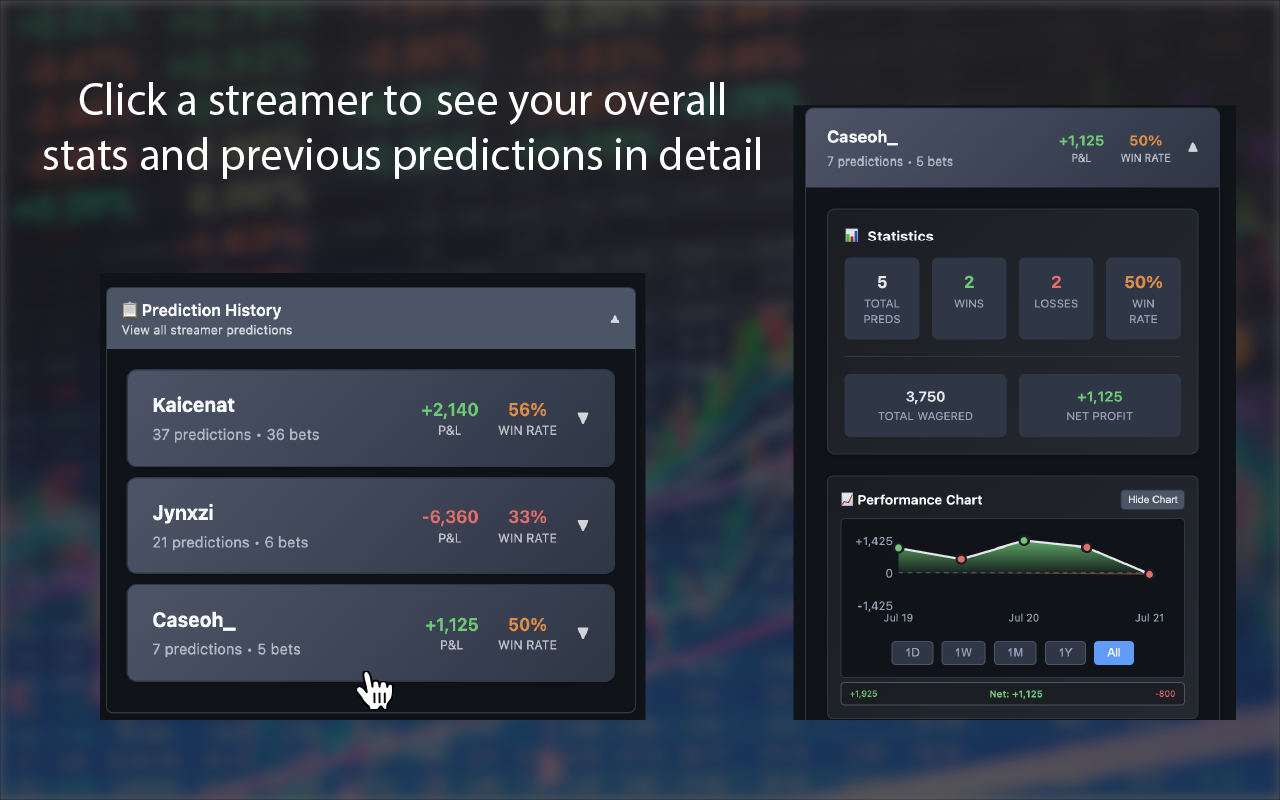 Click a streamer to see your overall
stats and previous predictions in detail
Prediction History
View all streamer predictions
▲
Kaicenat
37 predictions • 36 bets
+2,140
P&L
56%
WIN RATE
▼
Jynxzi
21 predictions • 6 bets
-6,360
P&L
33%
WIN RATE
▼
Caseoh_
7 predictions • 5 bets
+1,125
P&L
50%
WIN RATE
▼
Caseoh_
7 predictions • 5 bets
+1,125
P&L
50%
WIN RATE
▲
Statistics
5
TOTAL
PREDS
2
WINS
2
LOSSES
50%
WIN
RATE
3,750
TOTAL WAGERED
+1,125
NET PROFIT
Performance Chart
Hide Chart
+1,425
0
-1,425
Jul 19
Jul 20
Jul 21
1D
1W
1M
1Y
All
+1,925
Net: +1,125
-800